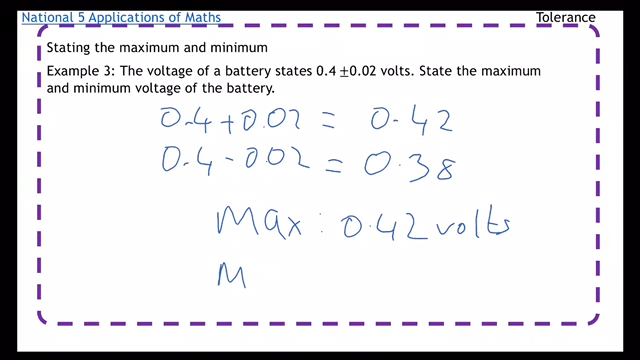 National 5 Applications of Maths Tolerance
Stating the maximum and minimum
Example 3: The voltage of a battery states 0.4 ±0.02 volts. State the maximum
and minimum voltage of the battery.
0.4+0.02 = 0.42
0.4-0.02 = 0.38
Max : 0.42 volts
M